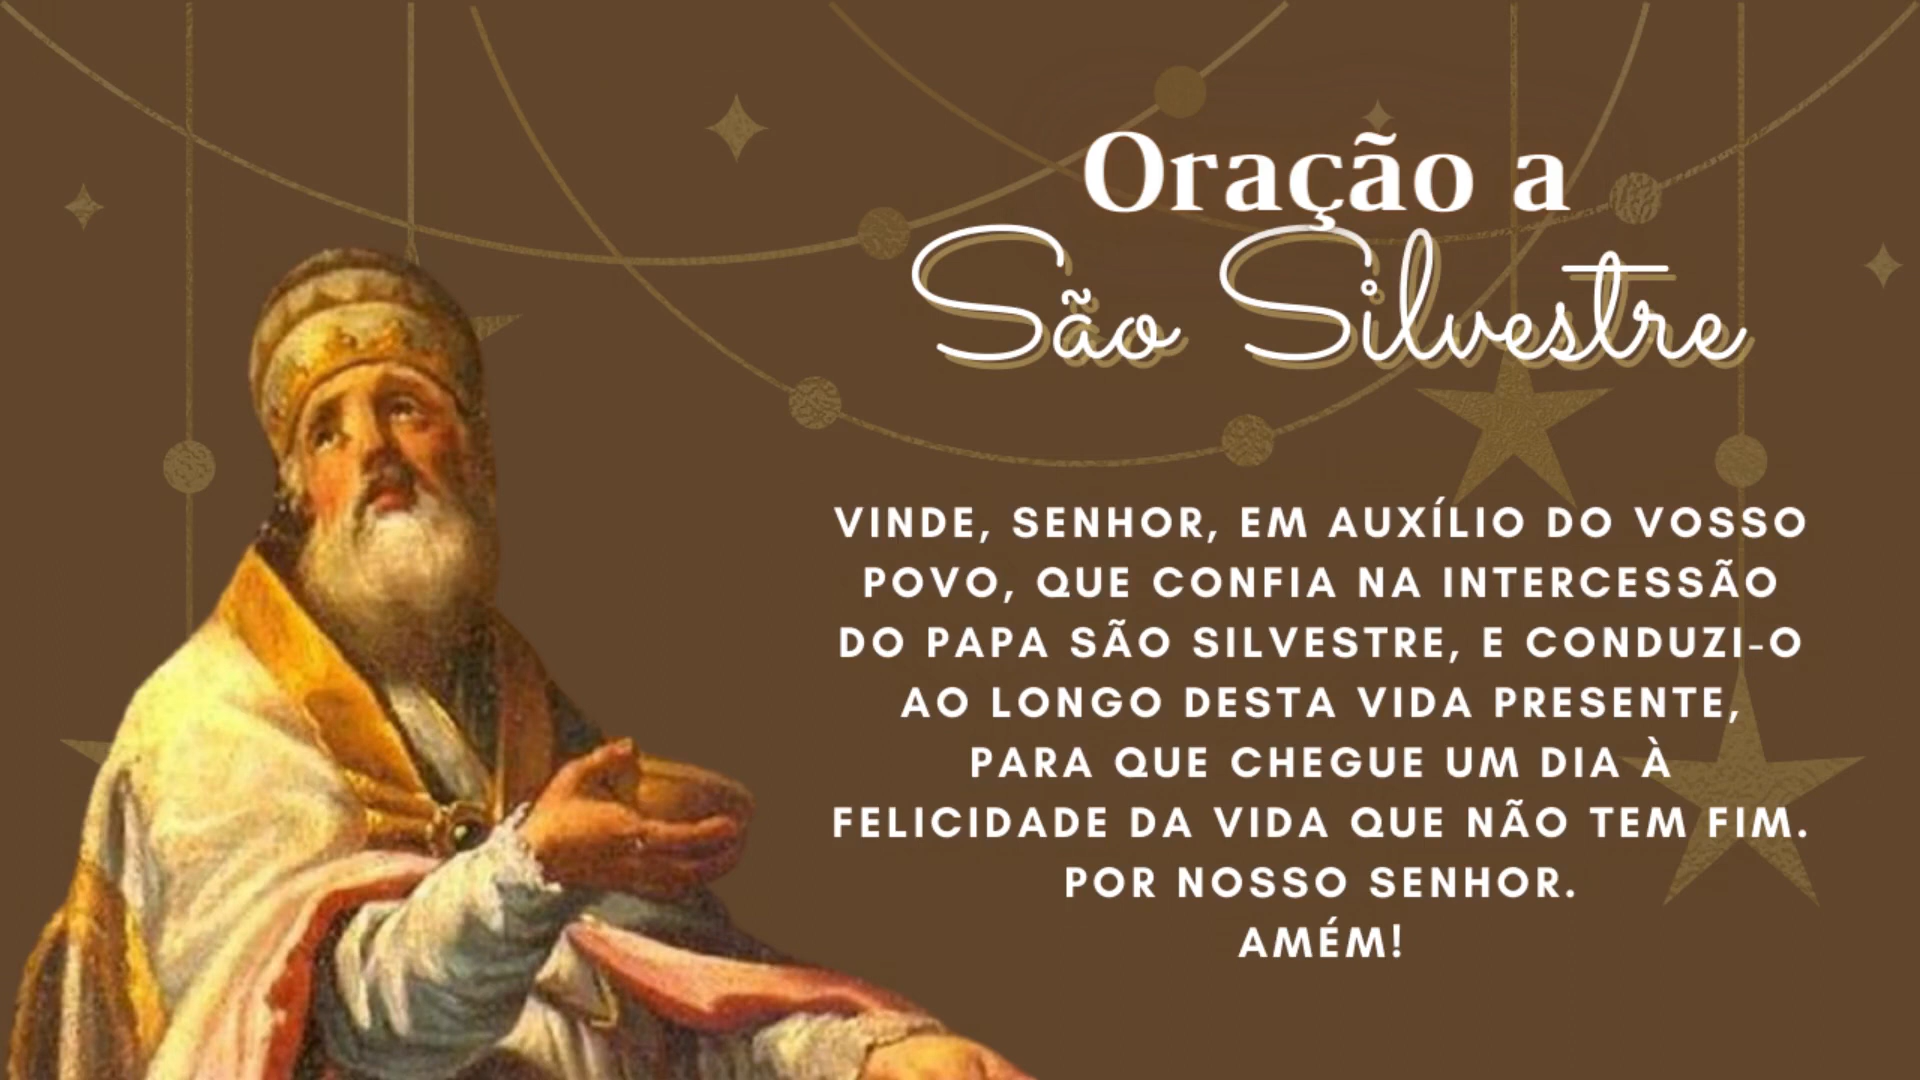 Oração a
São Silvestre
VINDE, SENHOR, EM AUXÍLIO DO VOSSO
POVO, QUE CONFIA NA INTERCESSÃO
DO PAPA SÃO SILVESTRE, E CONDUZI-O
AO LONGO DESTA VIDA PRESENTE,
PARA QUE CHEGUE UM DIA À
FELICIDADE DA VIDA QUE NÃO TEM FIM.
POR NOSSO SENHOR.
AMÉM!